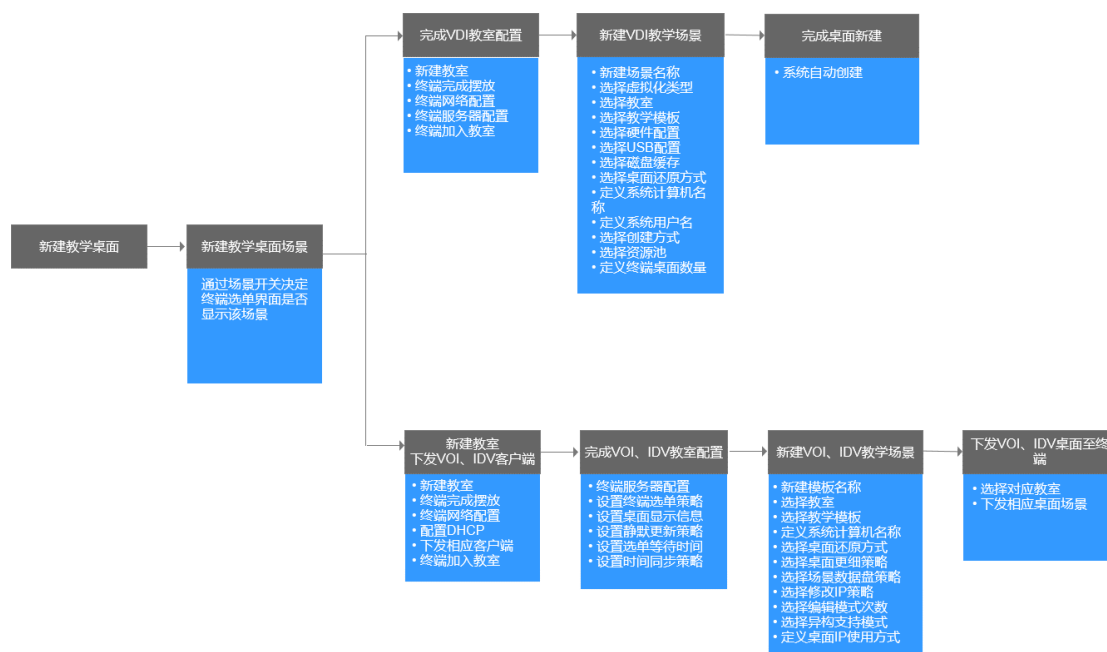 新建教学桌面
新建教学桌面场景
通过场景开关决定
终端选单界面是否
显示该场景
完成VDI教室配置
• 新建教室
• 终端完成摆放
• 终端网络配置
• 终端服务器配置
• 终端加入教室
新建VDI教学场景
• 新建场景名称
• 选择虚拟化类型
• 选择教室
• 选择教学模板
• 选择硬件配置
• 选择USB配置
• 选择磁盘缓存
• 选择桌面还原方式
• 定义系统计算机名
称
• 定义系统用户名
• 选择创建方式
• 选择资源池
• 定义终端桌面数量
完成桌面新建
• 系统自动创建
新建教室
下发VOI、IDV客户端
• 新建教室
• 终端完成摆放
• 终端网络配置
• 配置DHCP
• 下发相应客户端
• 终端加入教室
完成VOI、IDV教室配置
• 终端服务器配置
• 设置终端选单策略
• 设置桌面显示信息
• 设置静默更新策略
• 设置选单等待时间
• 设置时间同步策略
新建VOI、IDV教学场景
• 新建模板名称
• 选择教室
• 选择教学模板
• 定义系统计算机名称
• 选择桌面还原方式
• 选择桌面更细策略
• 选择场景数据盘策略
• 选择修改IP策略
• 选择编辑模式次数
• 选择异构支持模式
• 定义桌面IP使用方式
下发VOI、IDV桌面至终
端
• 选择对应教室
• 下发相应桌面场景